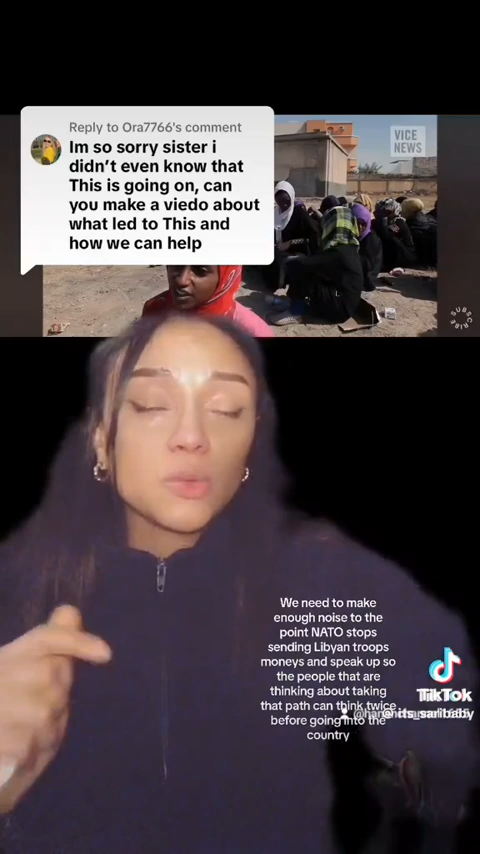 Reply to Ora7766's comment
Im so sorry sister i
didn't even know that
This is going on, can
you make a viedo about
what led to This and
how we can help
VICE
NEWS
SUBSCRIBE
We need to make
enough noise to the
point NATO stops
sending Libyan troops
moneys and speak up so
the people that are
thinking about taking
that path can think twice
before going into the
country
TikTok
its_saribaby